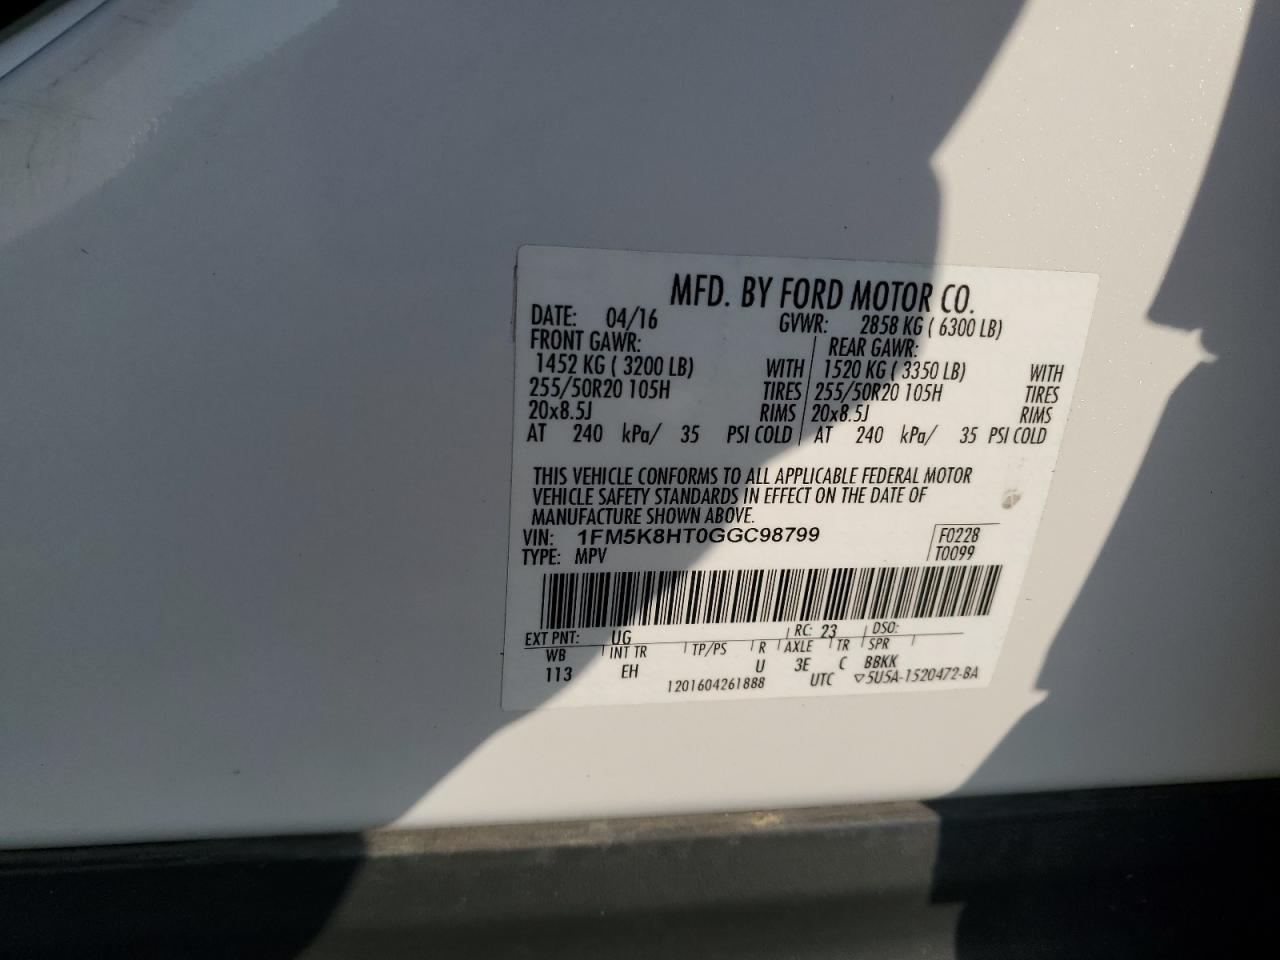 MFD. BY FORD MOTOR CO.
DATE: 04/16 GVWR: 2858 KG ( 6300 LB)
FRONT GAWR: REAR GAWR:
1452 KG ( 3200 LB) WITH 1520 KG ( 3350 LB) WITH
255/50R20 105H TIRES 255/50R20 105H TIRES
20x8.5J RIMS 20x8.5J RIMS
AT 240 kPa/ 35 PSI COLD AT 240 kPa/ 35 PSI COLD
THIS VEHICLE CONFORMS TO ALL APPLICABLE FEDERAL MOTOR
VEHICLE SAFETY STANDARDS IN EFFECT ON THE DATE OF
MANUFACTURE SHOWN ABOVE.
VIN: 1FM5K8HT0GGC98799 F0228
TYPE: MPV T0099
EXT PNT: UG RC: 23 DSO:
WB INT TR TP/PS R AXLE TR SPR
113 EH U 3E C BBKK
1201604261888 UTC ▽5U5A-1520472-BA